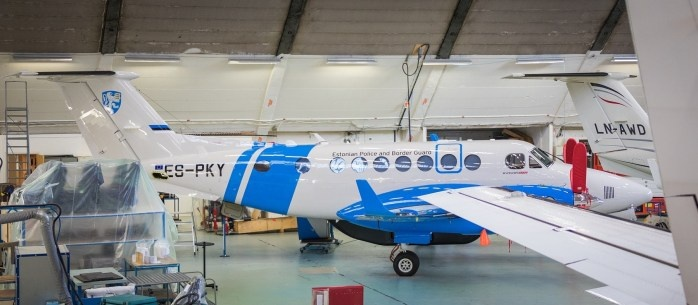 Estonian Police and Border Guard
ES-PKY
LN-AWD